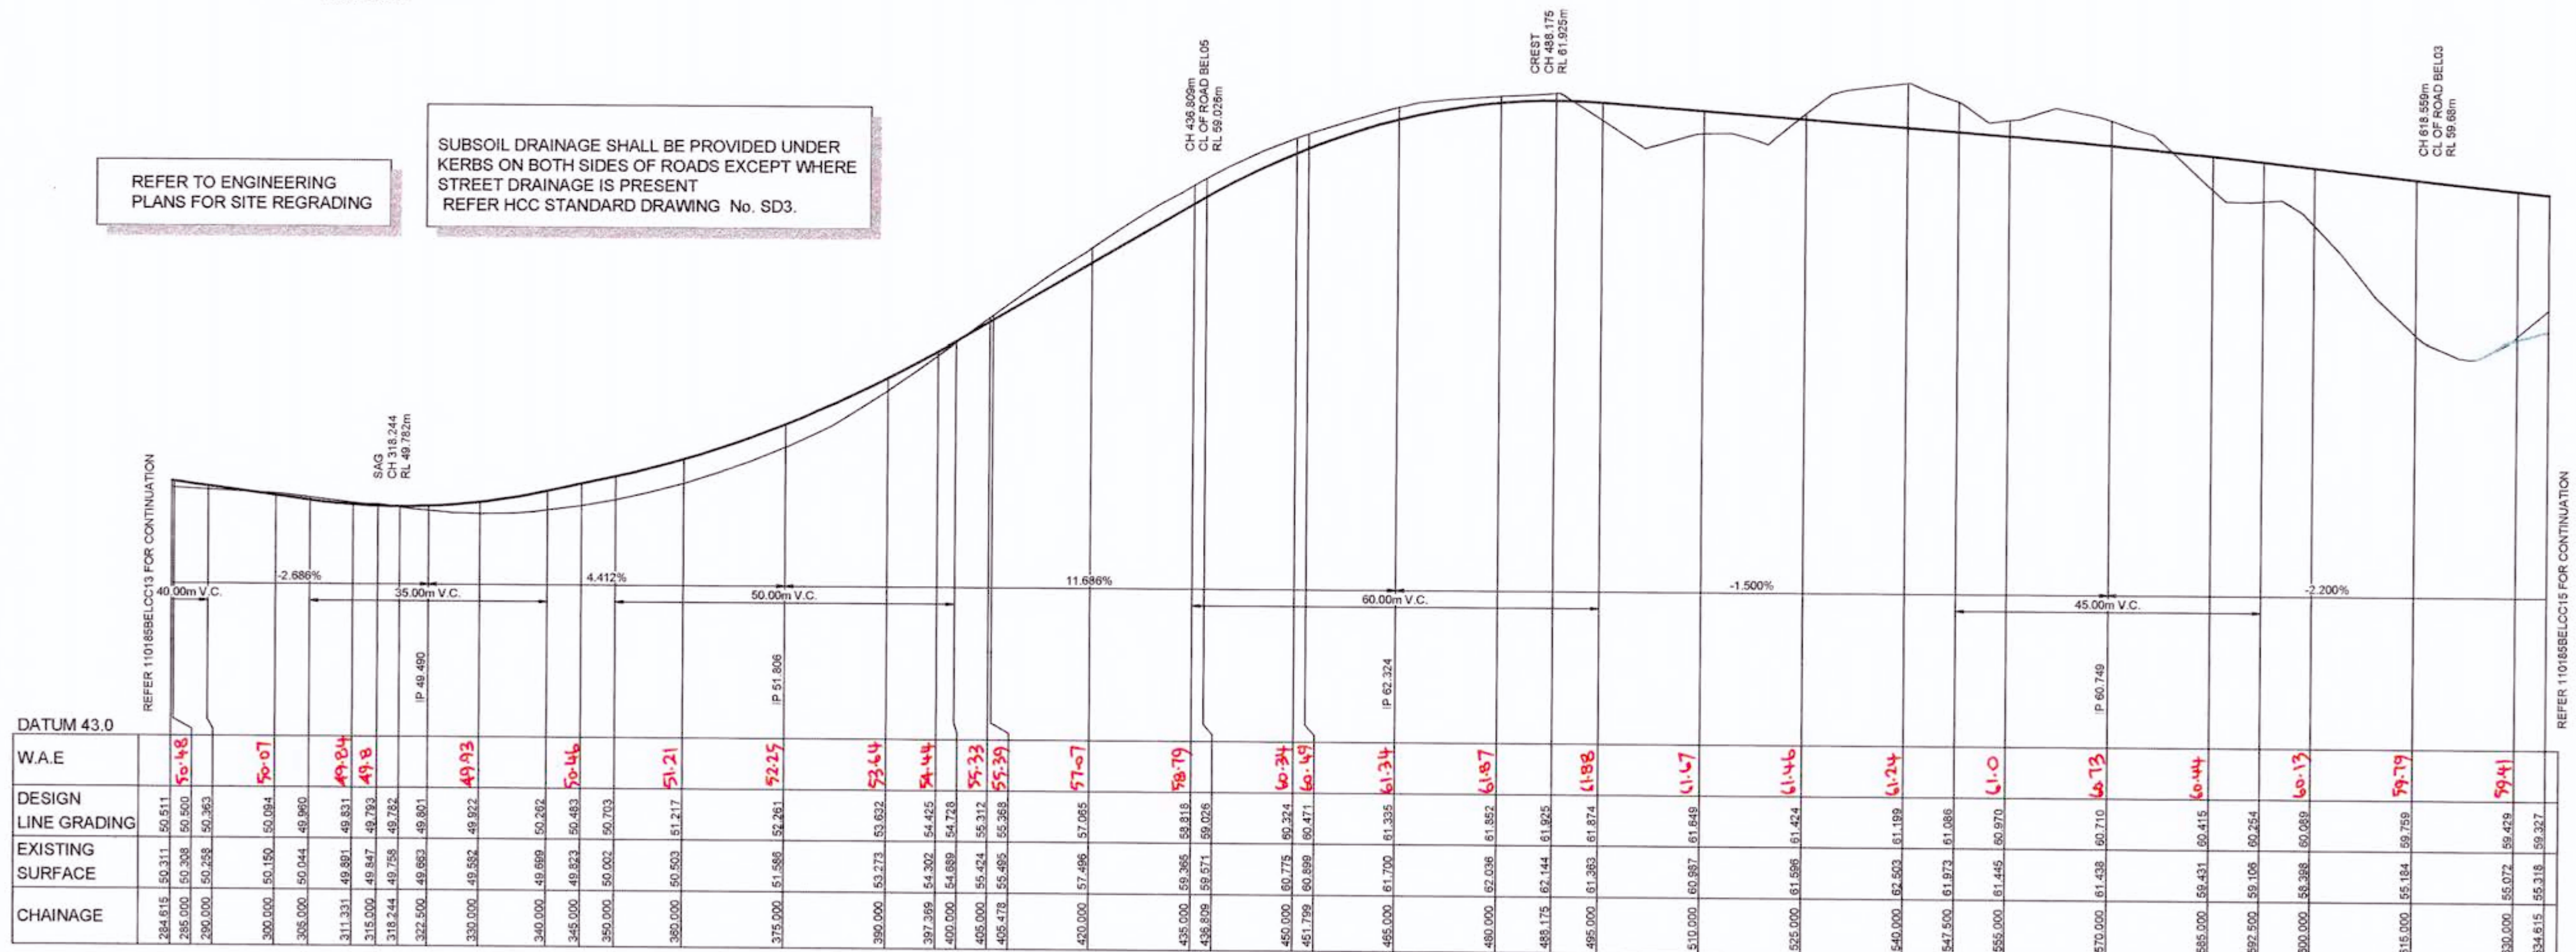 CH 436.809m
CL OF ROAD BEL05
RL 59.026m
CREST
CH 488.175
RL 61.925m
CH 618.559m
CL OF ROAD BEL03
RL 59.68m
REFER TO ENGINEERING
PLANS FOR SITE REGRADING
SUBSOIL DRAINAGE SHALL BE PROVIDED UNDER
KERBS ON BOTH SIDES OF ROADS EXCEPT WHERE
STREET DRAINAGE IS PRESENT
REFER HCC STANDARD DRAWING No. SD3.
SAG
CH 318.244
RL 49.782m
REFER 110185BELCC13 FOR CONTINUATION
REFER 110185BELCC15 FOR CONTINUATION
-2.686% 4.412% 11.686% -1.500% -2.200%
40.00m V.C. 35.00m V.C. 50.00m V.C. 60.00m V.C. 45.00m V.C.
IP 49.490 IP 51.806 IP 62.324 IP 60.749
DATUM 43.0
W.A.E 50.48 50.07 49.84 49.8 49.93 50.46 51.21 52.25 53.64 54.44 55.33 55.39 57.07 58.79 60.34 60.49 61.34 61.87 61.88 61.67 61.46 61.24 61.0 60.73 60.44 60.13 59.79 59.41
DESIGN
LINE GRADING 50.511 50.500 50.363 50.094 49.960 49.831 49.793 49.782 49.801 49.922 50.262 50.483 50.703 51.217 52.261 53.632 54.425 54.728 55.312 55.368 57.065 58.818 59.026 60.324 60.471 61.335 61.852 61.925 61.874 61.649 61.424 61.199 61.086 60.970 60.710 60.415 60.254 60.089 59.759 59.429 59.327
EXISTING
SURFACE 50.311 50.308 50.258 50.150 50.044 49.891 49.847 49.758 49.663 49.582 49.699 49.823 50.002 50.503 51.586 53.273 54.302 54.689 55.424 55.495 57.496 59.365 59.571 60.775 60.899 61.700 62.036 62.144 61.363 60.987 61.596 62.503 61.973 61.445 61.438 59.431 59.106 58.398 55.184 55.072 55.318
CHAINAGE 284.615 285.000 290.000 300.000 305.000 311.331 315.000 318.244 322.500 330.000 340.000 345.000 350.000 360.000 375.000 390.000 397.369 400.000 405.000 405.478 420.000 435.000 436.809 450.000 451.799 465.000 480.000 488.175 495.000 510.000 525.000 540.000 547.500 555.000 570.000 585.000 592.500 600.000 615.000